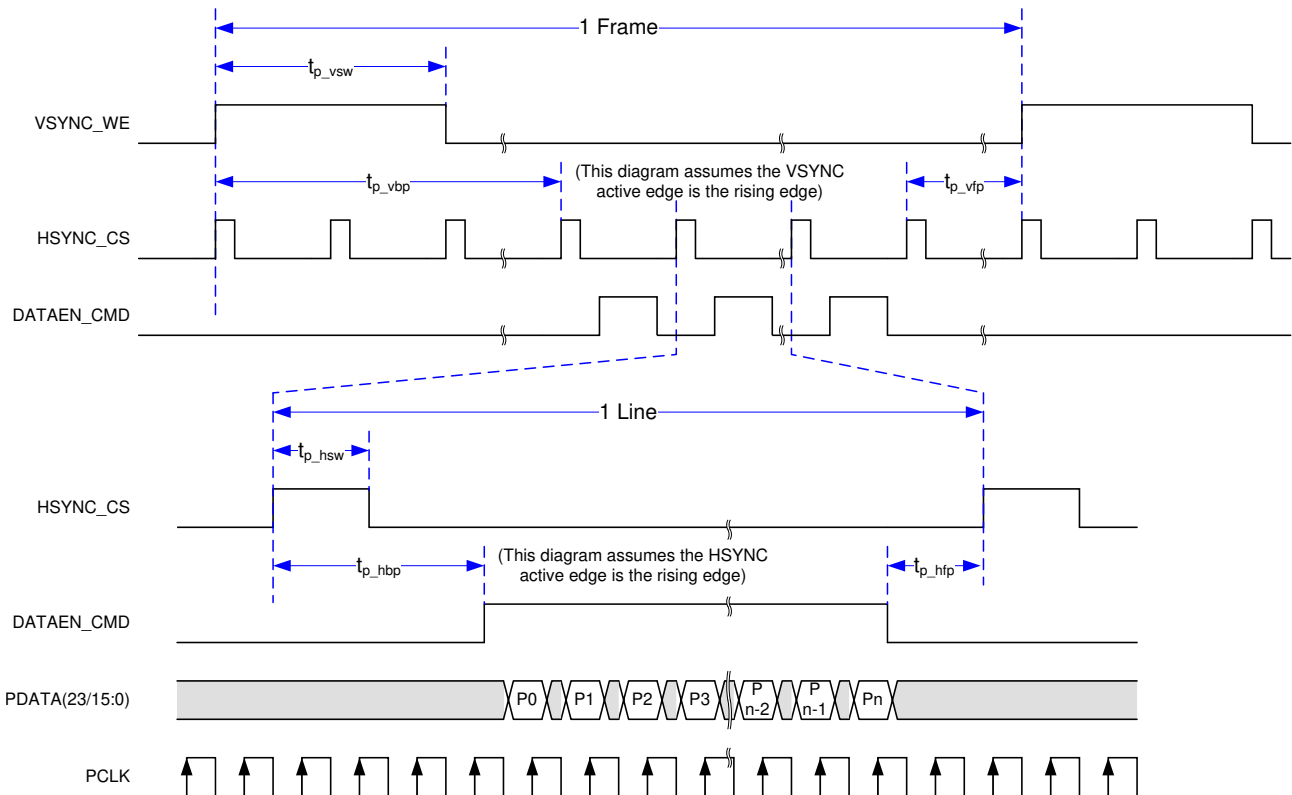 1 Frame
tp_vsw
VSYNC_WE
tp_vbp
(This diagram assumes the VSYNC
active edge is the rising edge)
tp_vfp
HSYNC_CS
DATAEN_CMD
1 Line
tp_hsw
HSYNC_CS
tp_hbp
(This diagram assumes the HSYNC
active edge is the rising edge)
tp_hfp
DATAEN_CMD
PDATA(23/15:0)
P0
P1
P2
P3
P
n-2
P
n-1
Pn
PCLK